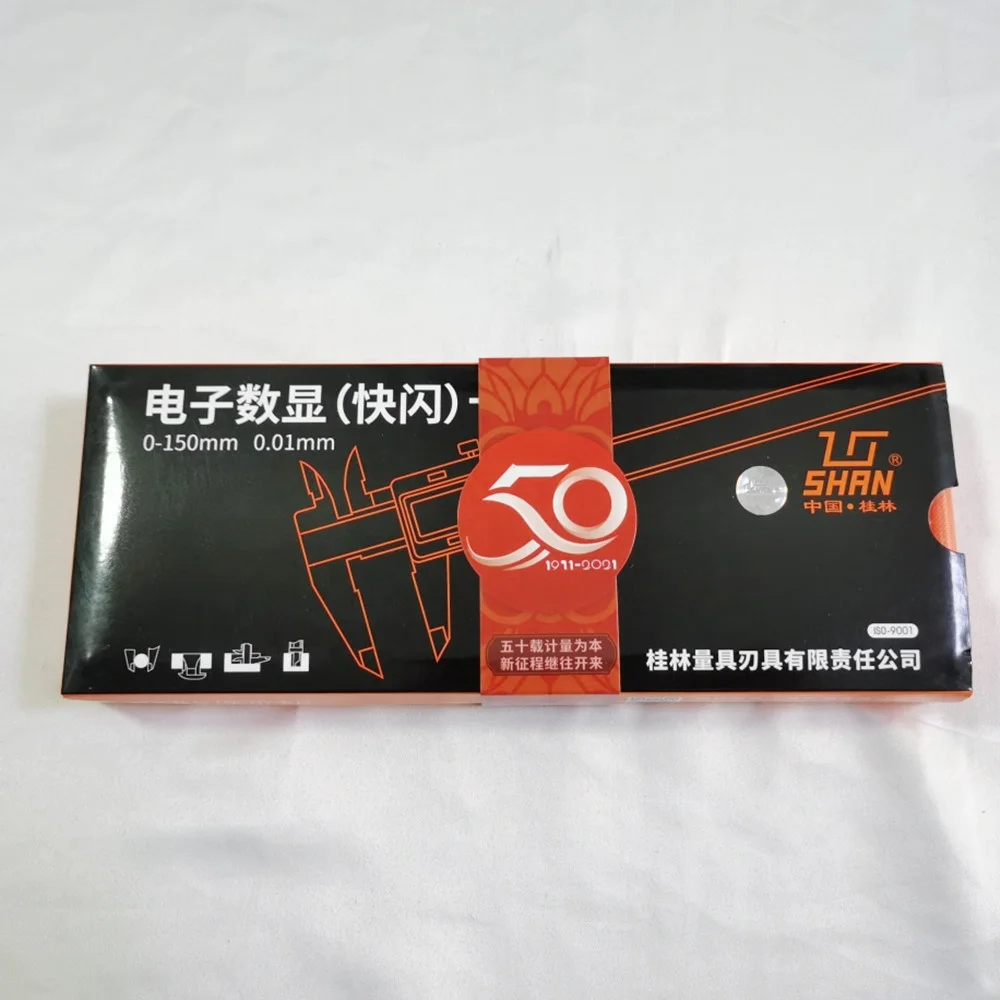 电子数显(快闪)
0-150mm 0.01mm
50
1971-2021
五十载计量为本
新征程继往开来
SHAN®
中国·桂林
ISO-9001
桂林量具刃具有限责任公司